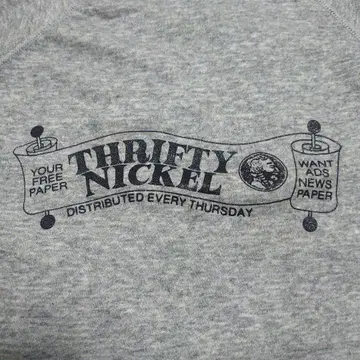 YOUR
FREE
PAPER
THRIFTY
NICKEL
DISTRIBUTED EVERY THURSDAY
WANT
ADS
NEWS
PAPER